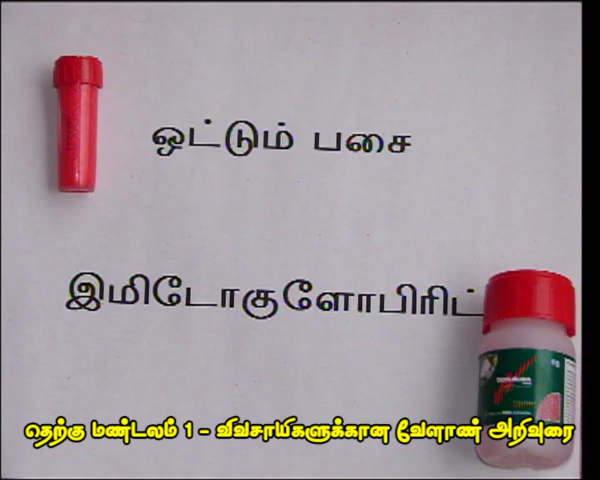 ஒட்டும் பசை
இமிடோகுளோபிரிட்
தெற்கு மண்டலம் 1 - விவசாயிகளுக்கான வேளாண் அறிவுரை